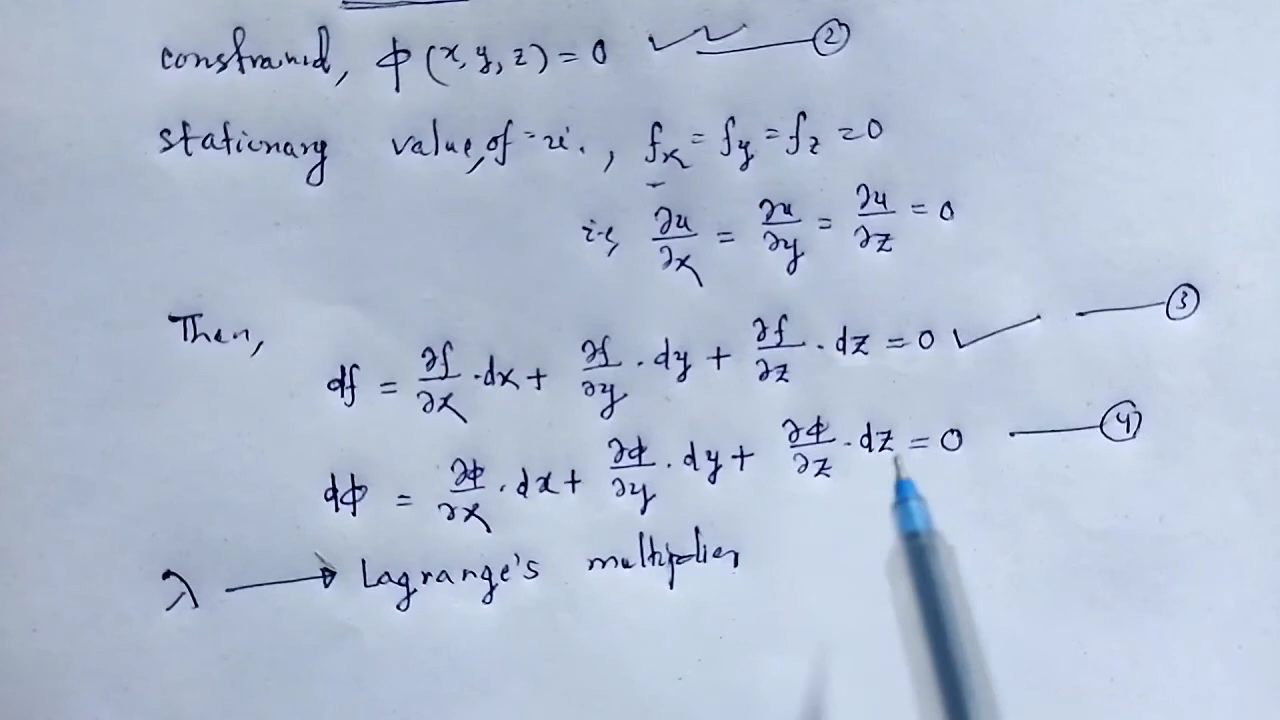 constraind, ϕ(x, y, z) = 0 ②
stationary value, of u., fx = fy = fz = 0
i.e, ∂u/∂x = ∂u/∂y = ∂u/∂z = 0
Then,
df = ∂f/∂x · dx + ∂f/∂y · dy + ∂f/∂z · dz = 0 ③
dϕ = ∂ϕ/∂x · dx + ∂ϕ/∂y · dy + ∂ϕ/∂z · dz = 0 ④
λ → Lagrange's multiplier